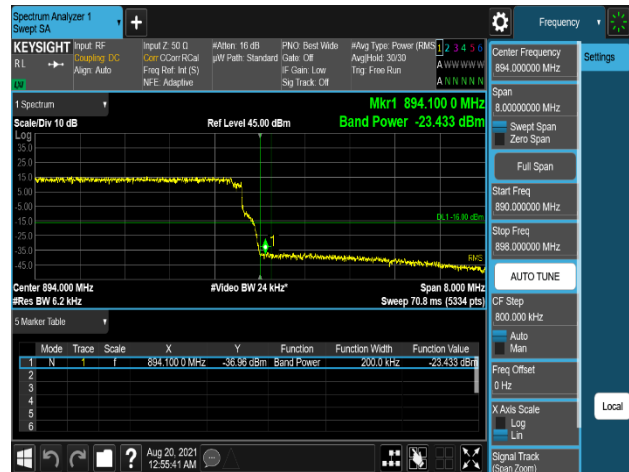 Spectrum Analyzer 1
Swept SA
+
Frequency
KEYSIGHT
Input: RF
Input Z: 50 Ω
#Atten: 16 dB
PNO: Best Wide
#Avg Type: Power (RMS
1 2 3 4 5 6
RL
Coupling: DC
Corr CCorr RCal
µW Path: Standard
Gate: Off
Avg|Hold: 30/30
A W W W W W
Align: Auto
Freq Ref: Int (S)
IF Gain: Low
Trig: Free Run
NFE: Adaptive
Sig Track: Off
A N N N N N
LXI
1 Spectrum
Mkr1 894.100 0 MHz
Scale/Div 10 dB
Ref Level 45.00 dBm
Band Power -23.433 dBm
Log
35.0
25.0
15.0
5.00
-5.00
-15.0
DL1 -16.00 dBm
-25.0
1
-35.0
RMS
-45.0
Center 894.000 MHz
#Video BW 24 kHz*
Span 8.000 MHz
#Res BW 6.2 kHz
Sweep 70.8 ms (5334 pts)
5 Marker Table
Mode Trace Scale X Y Function Function Width Function Value
1 N 1 f 894.100 0 MHz -36.96 dBm Band Power 200.0 kHz -23.433 dBm
2
3
4
5
6
Aug 20, 2021
12:55:41 AM
?
Center Frequency
894.000000 MHz
Settings
Span
8.00000000 MHz
Swept Span
Zero Span
Full Span
Start Freq
890.000000 MHz
Stop Freq
898.000000 MHz
AUTO TUNE
CF Step
800.000 kHz
Auto
Man
Freq Offset
0 Hz
X Axis Scale
Log
Lin
Local
Signal Track
(Span Zoom)